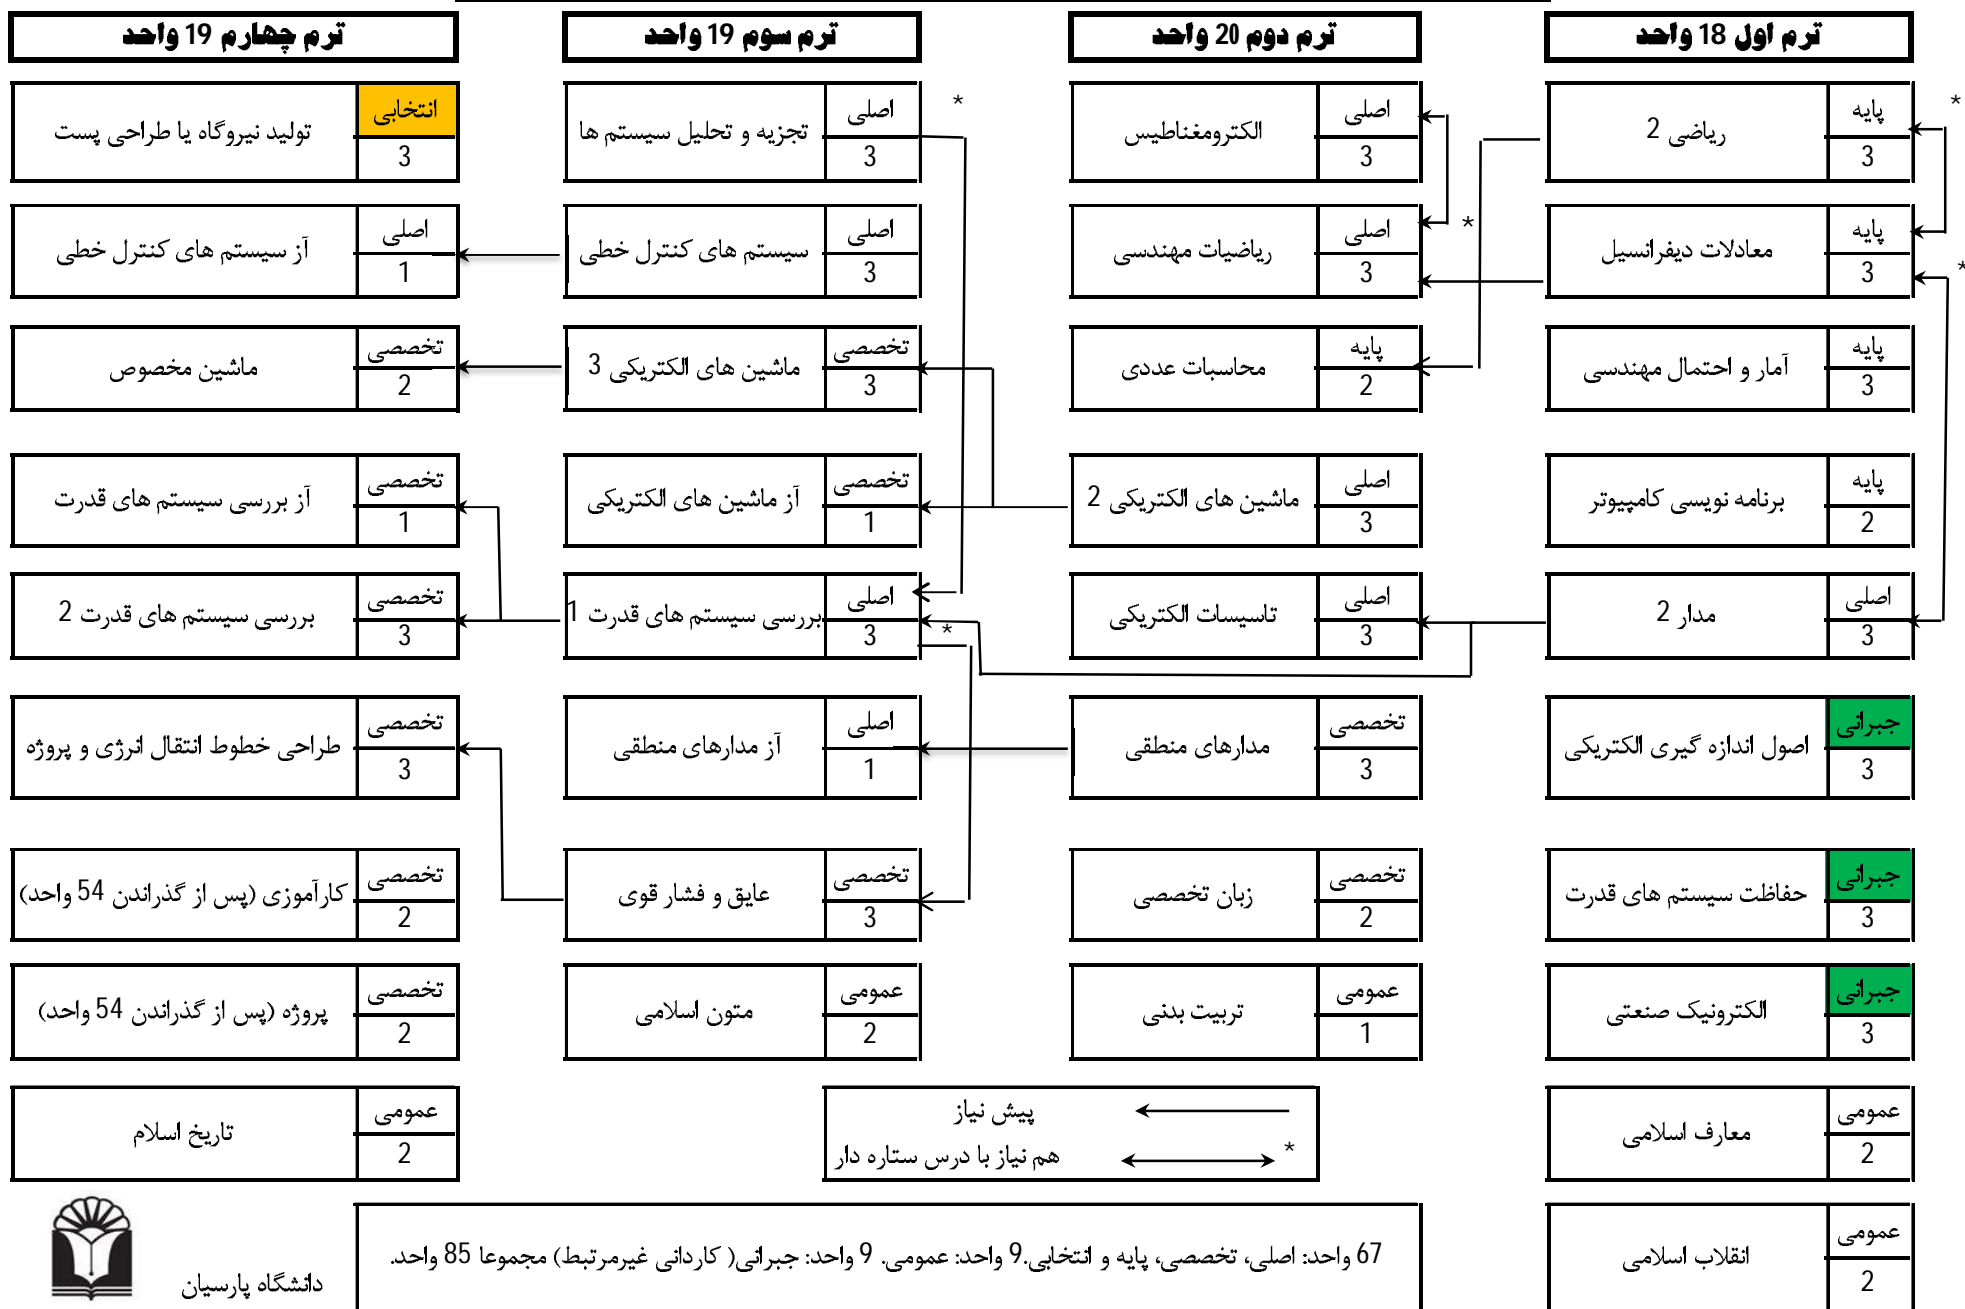 ترم اول 18 واحد
ریاضی 2
پایه
3
*
معادلات دیفرانسیل
پایه
3
*
آمار و احتمال مهندسی
پایه
3
برنامه نویسی کامپیوتر
پایه
2
مدار 2
اصلی
3
اصول اندازه گیری الکتریکی
جبرانی
3
حفاظت سیستم های قدرت
جبرانی
3
الکترونیک صنعتی
جبرانی
3
معارف اسلامی
عمومی
2
انقلاب اسلامی
عمومی
2
ترم دوم 20 واحد
الکترومغناطیس
اصلی
3
ریاضیات مهندسی
اصلی
3
*
محاسبات عددی
پایه
2
ماشین های الکتریکی 2
اصلی
3
تاسیسات الکتریکی
اصلی
3
مدارهای منطقی
تخصصی
3
زبان تخصصی
تخصصی
2
تربیت بدنی
عمومی
1
ترم سوم 19 واحد
تجزیه و تحلیل سیستم ها
اصلی
3
*
سیستم های کنترل خطی
اصلی
3
ماشین های الکتریکی 3
تخصصی
3
آز ماشین های الکتریکی
تخصصی
1
بررسی سیستم های قدرت 1
اصلی
3
*
آز مدارهای منطقی
اصلی
1
عایق و فشار قوی
تخصصی
3
متون اسلامی
عمومی
2
ترم چهارم 19 واحد
تولید نیروگاه یا طراحی پست
انتخابی
3
آز سیستم های کنترل خطی
اصلی
1
ماشین مخصوص
تخصصی
2
آز بررسی سیستم های قدرت
تخصصی
1
بررسی سیستم های قدرت 2
تخصصی
3
طراحی خطوط انتقال انرژی و پروژه
تخصصی
3
کارآموزی (پس از گذراندن 54 واحد)
تخصصی
2
پروژه (پس از گذراندن 54 واحد)
تخصصی
2
تاریخ اسلام
عمومی
2
پیش نیاز
هم نیاز با درس ستاره دار *
67 واحد: اصلی، تخصصی، پایه و انتخابی.9 واحد: عمومی. 9 واحد: جبرانی( کاردانی غیرمرتبط) مجموعا 85 واحد.
دانشگاه پارسیان